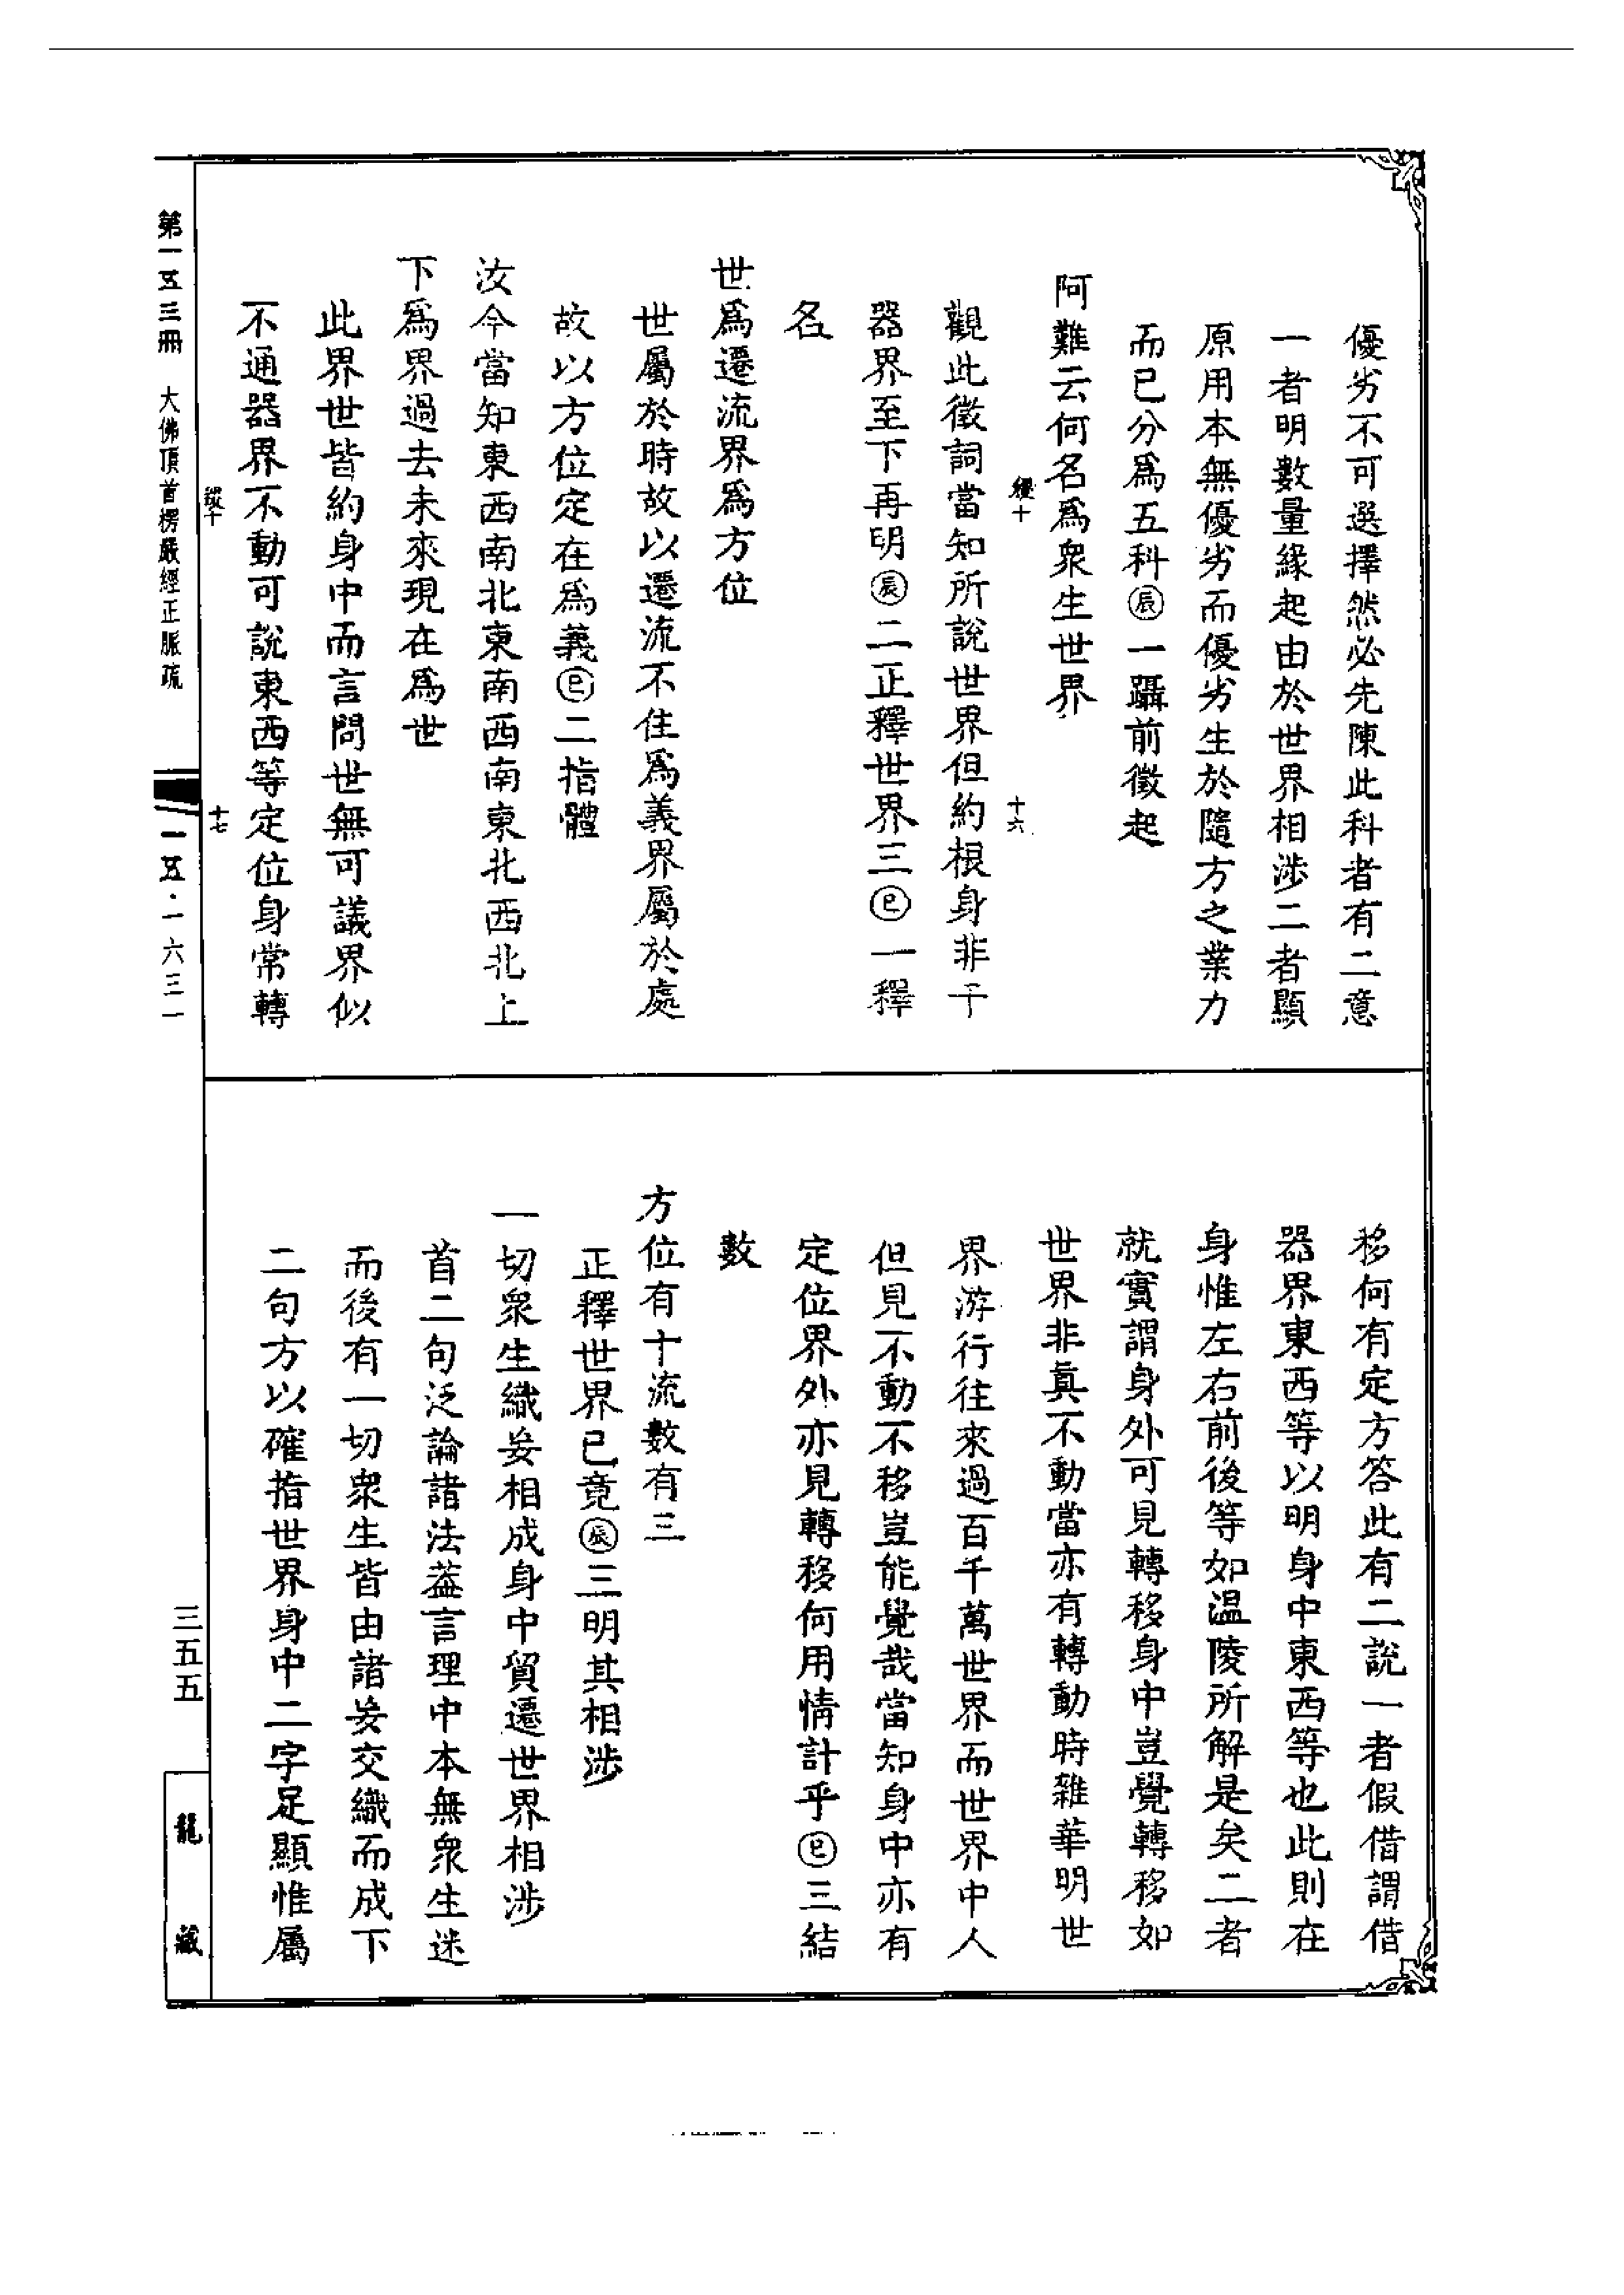 優劣不可選擇然必先陳此科者有二意
一者明數量緣起由於世界相涉二者顯
原用本無優劣而優劣生於隨方之業力
而已分爲五科㊁辰一躡前徵起
阿難云何名爲衆生世界
十六
觀此徵詞當知所說世界但約根身非干
器界至下再明辰二正釋世界三巳一釋
名
世爲遷流界爲方位
世屬於時故以遷流不住爲義界屬於處
故以方位定在爲義巳二指體
汝今當知東西南北東南西南東北西北上
下爲界過去未來現在爲世
此界世皆約身中而言問世無可議界似
不通器界不動可說東西等定位身常轉
十七
移何有定方答此有二說一者假借謂借
器界東西等以明身中東西等也此則在
身惟左右前後等如温陵所解是矣二者
就實謂身外可見轉移身中豈覺轉移如
世界非真不動當亦有轉動時雜華明世
界游行往來過百千萬世界而世界中人
但見不動不移豈能覺哉當知身中亦有
定位界外亦見轉移何用情計乎巳三結
數
方位有十流數有三
正釋世界已竟辰三明其相涉
一切衆生織妄相成身中貿遷世界相涉
首二句泛論諸法葢言理中本無衆生迷
而後有一切衆生皆由諸妄交織而成下
二句方以確指世界身中二字足顯惟屬
第一五三冊 大佛頂首楞嚴經正脈疏
一五·一六三一
三五五
龍藏